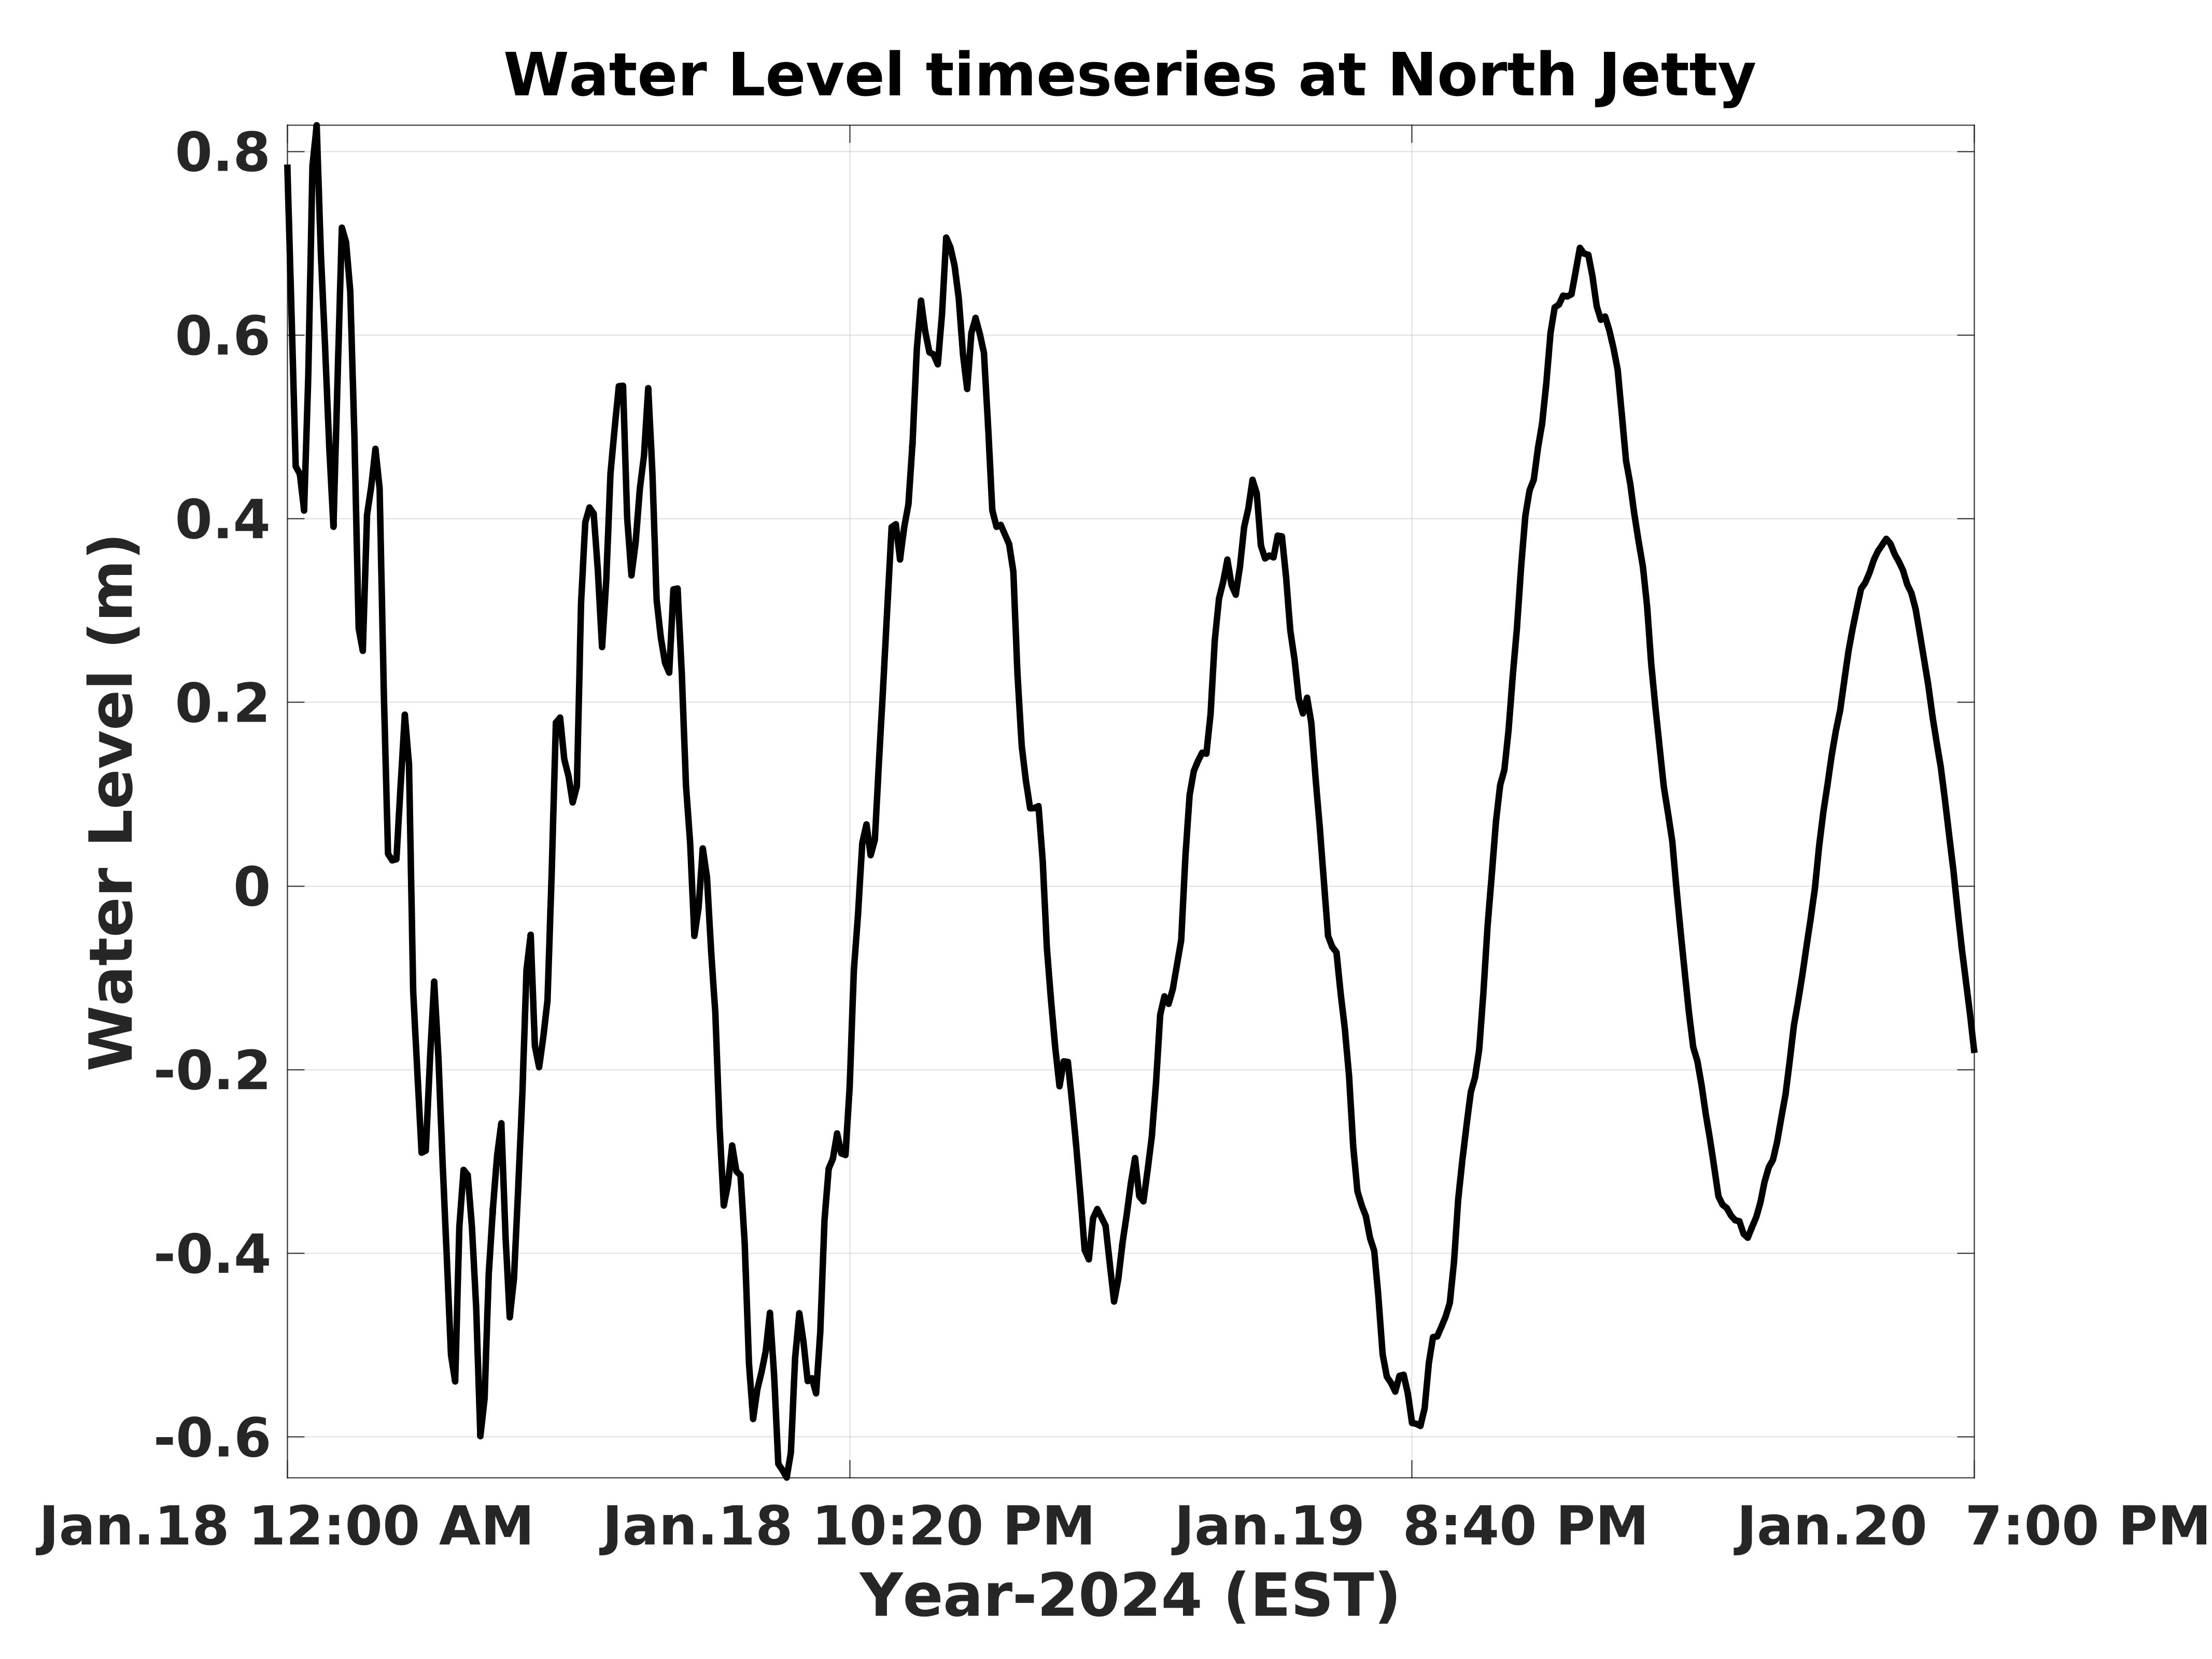 Water Level timeseries at North Jetty
0.8
0.6
0.4
0.2
0
-0.2
-0.4
-0.6
Water Level (m)
Jan.18 12:00 AM Jan.18 10:20 PM Jan.19 8:40 PM Jan.20 7:00 PM
Year-2024 (EST)